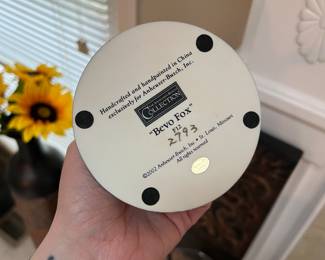 Handcrafted and handpainted in China
exclusively for Anheuser-Busch, Inc.
COLLECTION
"Bevo Fox"
2793
©2002 Anheuser-Busch, Inc • St. Louis, Missouri
All rights reserved